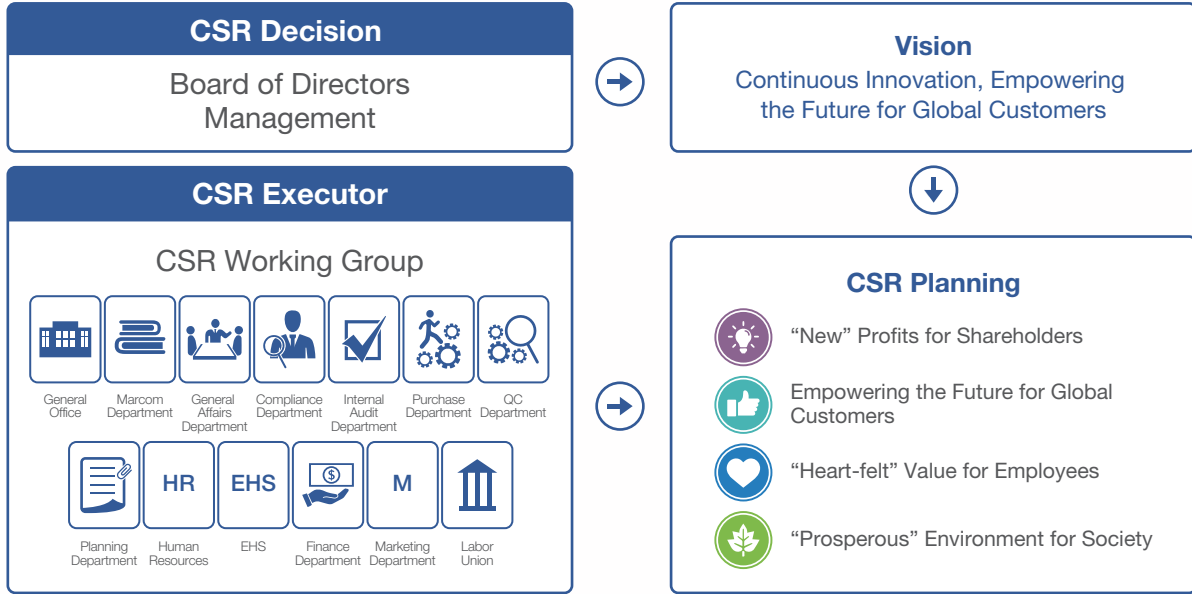 CSR Decision
Board of Directors
Management
Vision
Continuous Innovation, Empowering
the Future for Global Customers
CSR Executor
CSR Working Group
General
Office
Marcom
Department
General
Affairs
Department
Compliance
Department
Internal
Audit
Department
Purchase
Department
QC
Department
HR
EHS
$
M
Planning
Department
Human
Resources
EHS
Finance
Department
Marketing
Department
Labor
Union
CSR Planning
“New” Profits for Shareholders
Empowering the Future for Global
Customers
“Heart-felt” Value for Employees
“Prosperous” Environment for Society